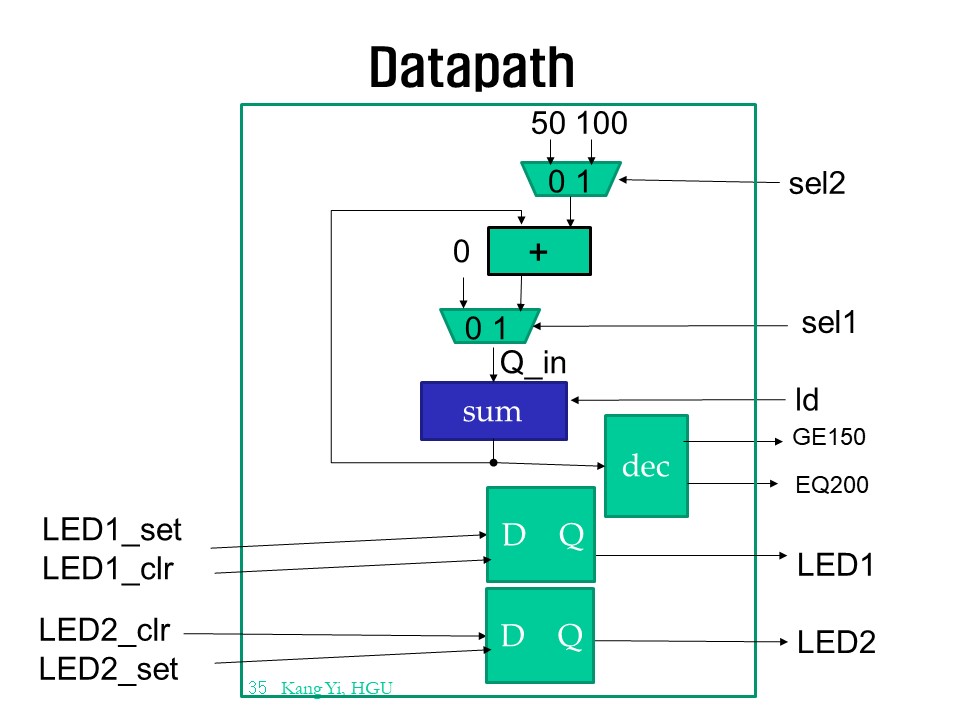 Datapath
50 100
0 1
sel2
0
+
0 1
sel1
Q_in
sum
ld
GE150
dec
EQ200
LED1_set
D Q
LED1_clr
LED1
LED2_clr
D Q
LED2
LED2_set
35 Kang Yi, HGU